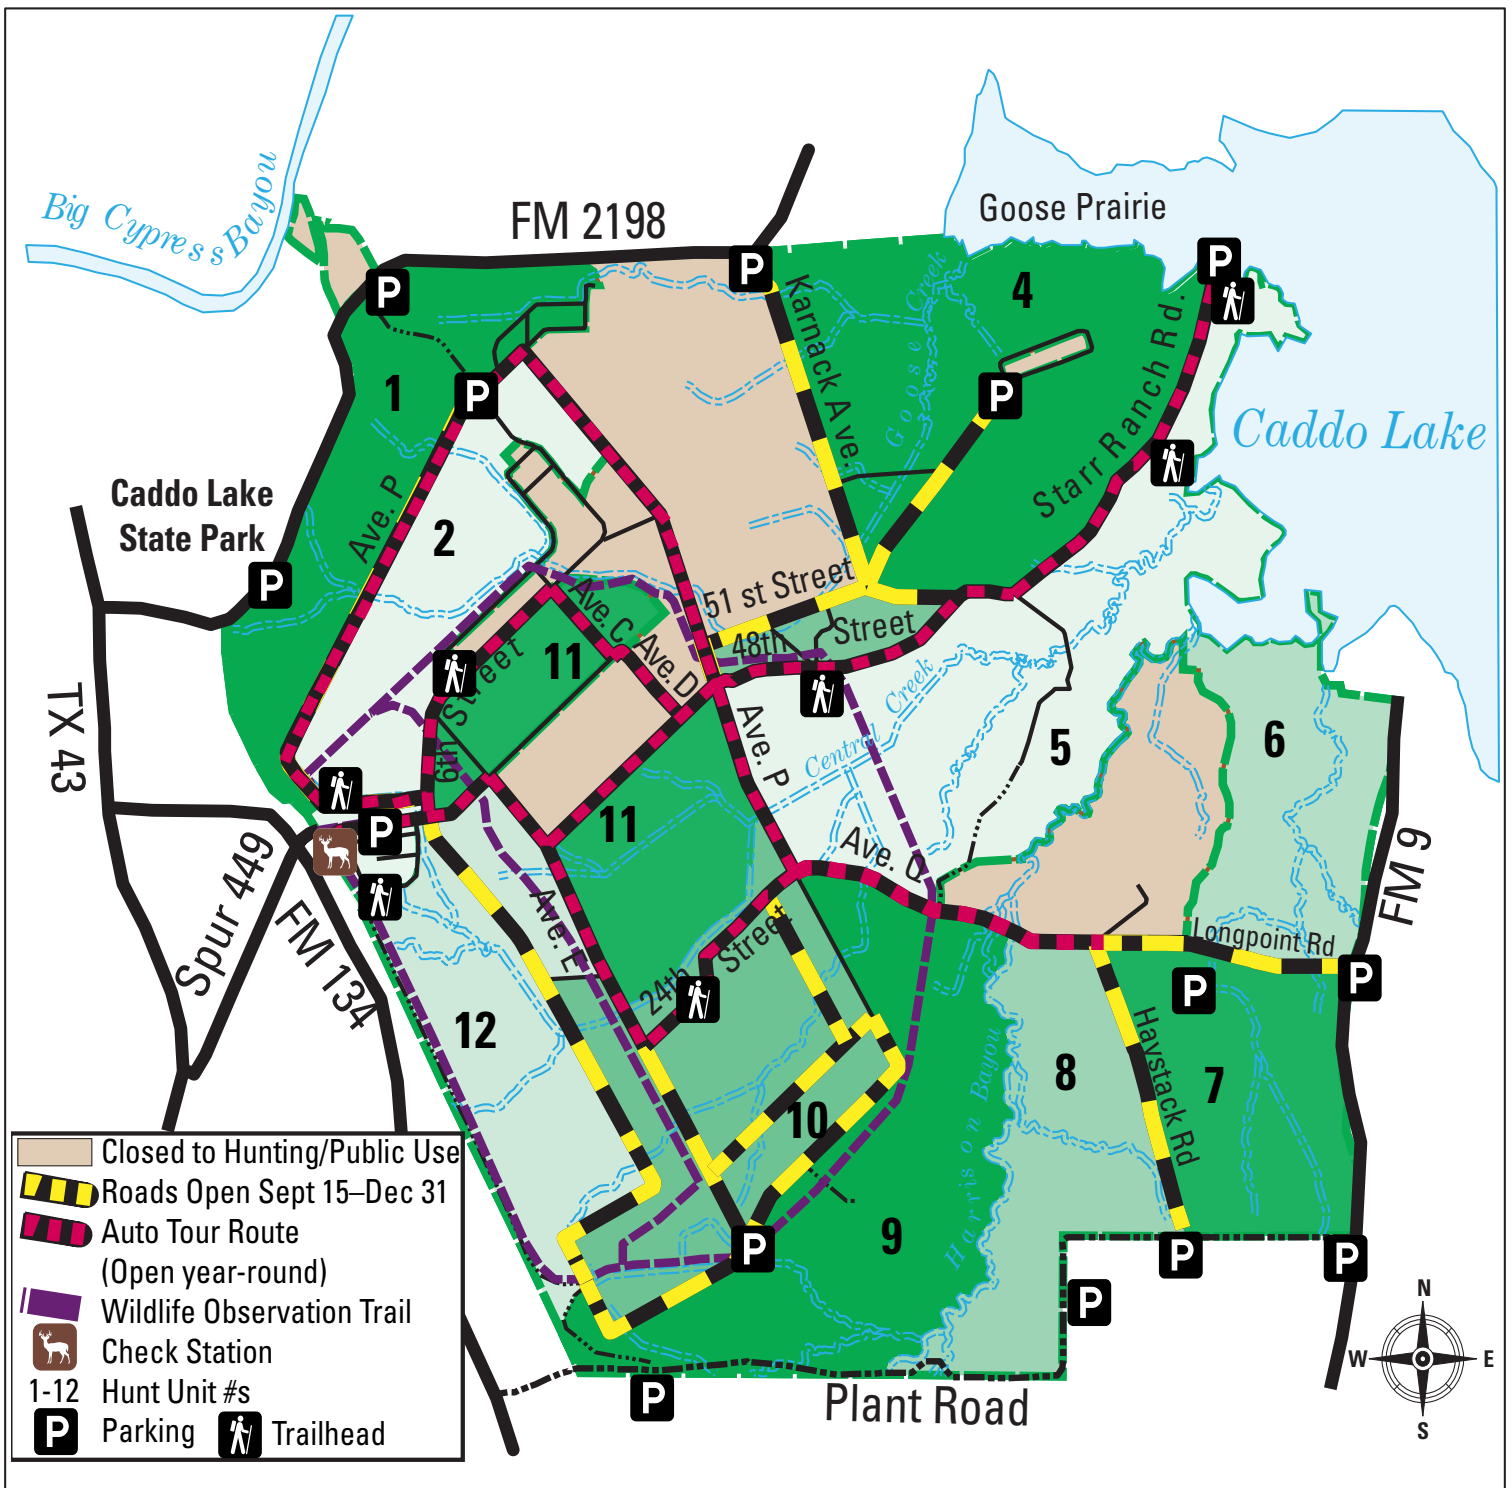 Big Cypress Bayou
FM 2198
Goose Prairie
P
P
P
P
P
P
Karnack Ave.
Goose Creek
4
Starr Ranch Rd.
Caddo Lake
1
Ave. P
2
Caddo Lake
State Park
P
51 st Street
48th Street
Ave. C
Ave. D
11
6th Street
TX 43
Ave. P
Central Creek
5
6
11
Ave. Q
P
Spur 449
FM 134
Ave. E
24th Street
Longpoint Rd
FM 9
P
P
12
Harrison Bayou
8
Haystack Rd
7
10
9
P
P
P
P
P
Plant Road
Closed to Hunting/Public Use
Roads Open Sept 15–Dec 31
Auto Tour Route
(Open year-round)
Wildlife Observation Trail
Check Station
1-12 Hunt Unit #s
P Parking Trailhead
N
W E
S